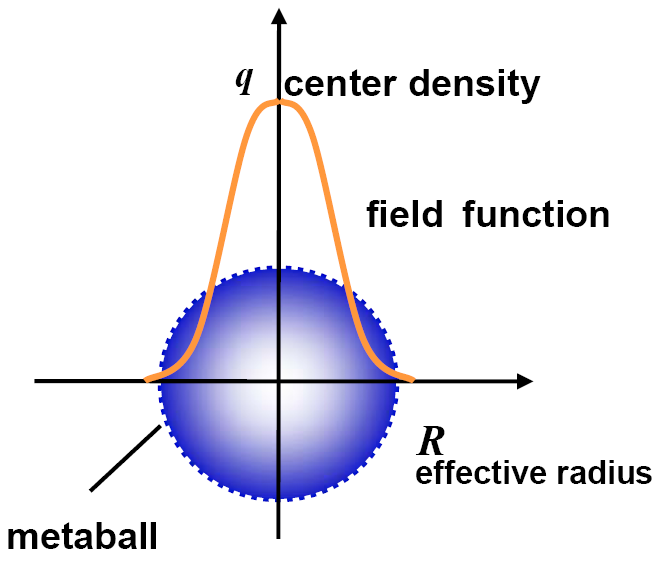 q center density
field function
R
effective radius
metaball